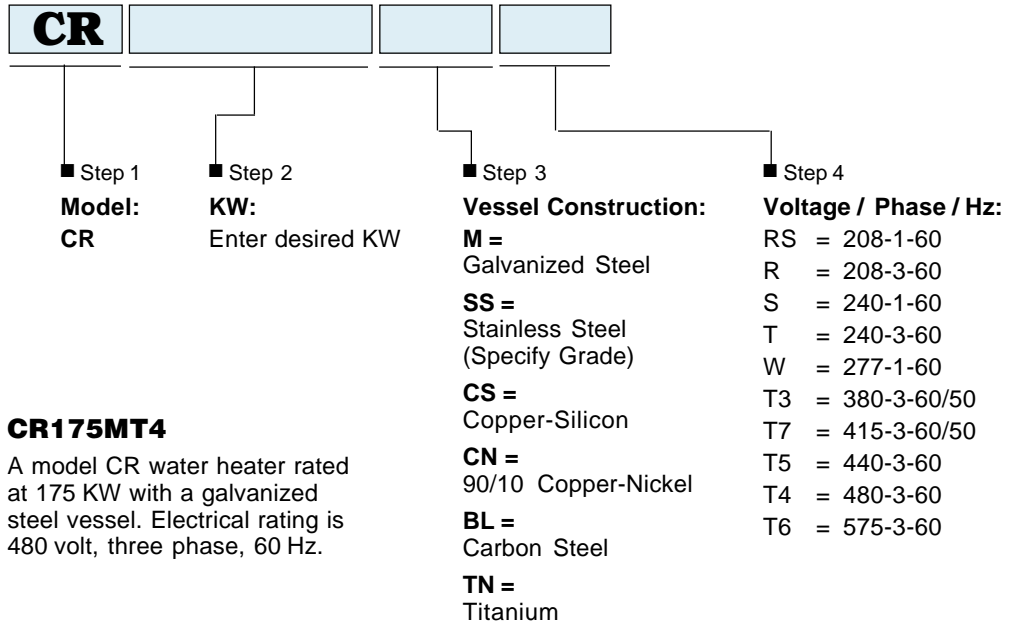 CR
■ Step 1
Model:
CR
■ Step 2
KW:
Enter desired KW
■ Step 3
Vessel Construction:
M =
Galvanized Steel
SS =
Stainless Steel
(Specify Grade)
CS =
Copper-Silicon
CN =
90/10 Copper-Nickel
BL =
Carbon Steel
TN =
Titanium
■ Step 4
Voltage / Phase / Hz:
RS = 208-1-60
R = 208-3-60
S = 240-1-60
T = 240-3-60
W = 277-1-60
T3 = 380-3-60/50
T7 = 415-3-60/50
T5 = 440-3-60
T4 = 480-3-60
T6 = 575-3-60
CR175MT4
A model CR water heater rated
at 175 KW with a galvanized
steel vessel. Electrical rating is
480 volt, three phase, 60 Hz.